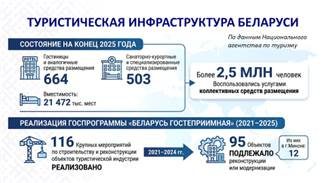 ТУРИСТИЧЕСКАЯ ИНФРАСТРУКТУРА БЕЛАРУСИ
СОСТОЯНИЕ НА КОНЕЦ 2025 ГОДА
По данным Национального
агентства по туризму
Гостиницы
и аналогичные
средства размещения
664
Санаторно-курортные
и специализированные
средства размещения
503
Вместимость:
21 472 тыс. мест
Более 2,5 МЛН человек
Воспользовались услугами
коллективных средств размещения
РЕАЛИЗАЦИЯ ГОСПРОГРАММЫ «БЕЛАРУСЬ ГОСТЕПРИИМНАЯ» (2021–2025)
116 Крупных мероприятий
по строительству и реконструкции
объектов туристической индустрии
РЕАЛИЗОВАНО
2021–2024 гг.
95 Объектов
ПОДЛЕЖАЛО
реконструкции
или модернизации
Из них
в г. Минске
12